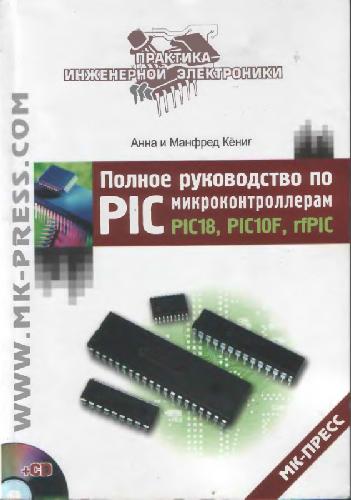 ПРАКТИКА
ИНЖЕНЕРНОЙ ЭЛЕКТРОНИКИ
Анна и Манфред Кёниг
Полное руководство по
PIC микроконтроллерам
PIC18, PIC10F, rfPIC
WWW.MK-PRESS.COM
+CD
МК-ПРЕСС